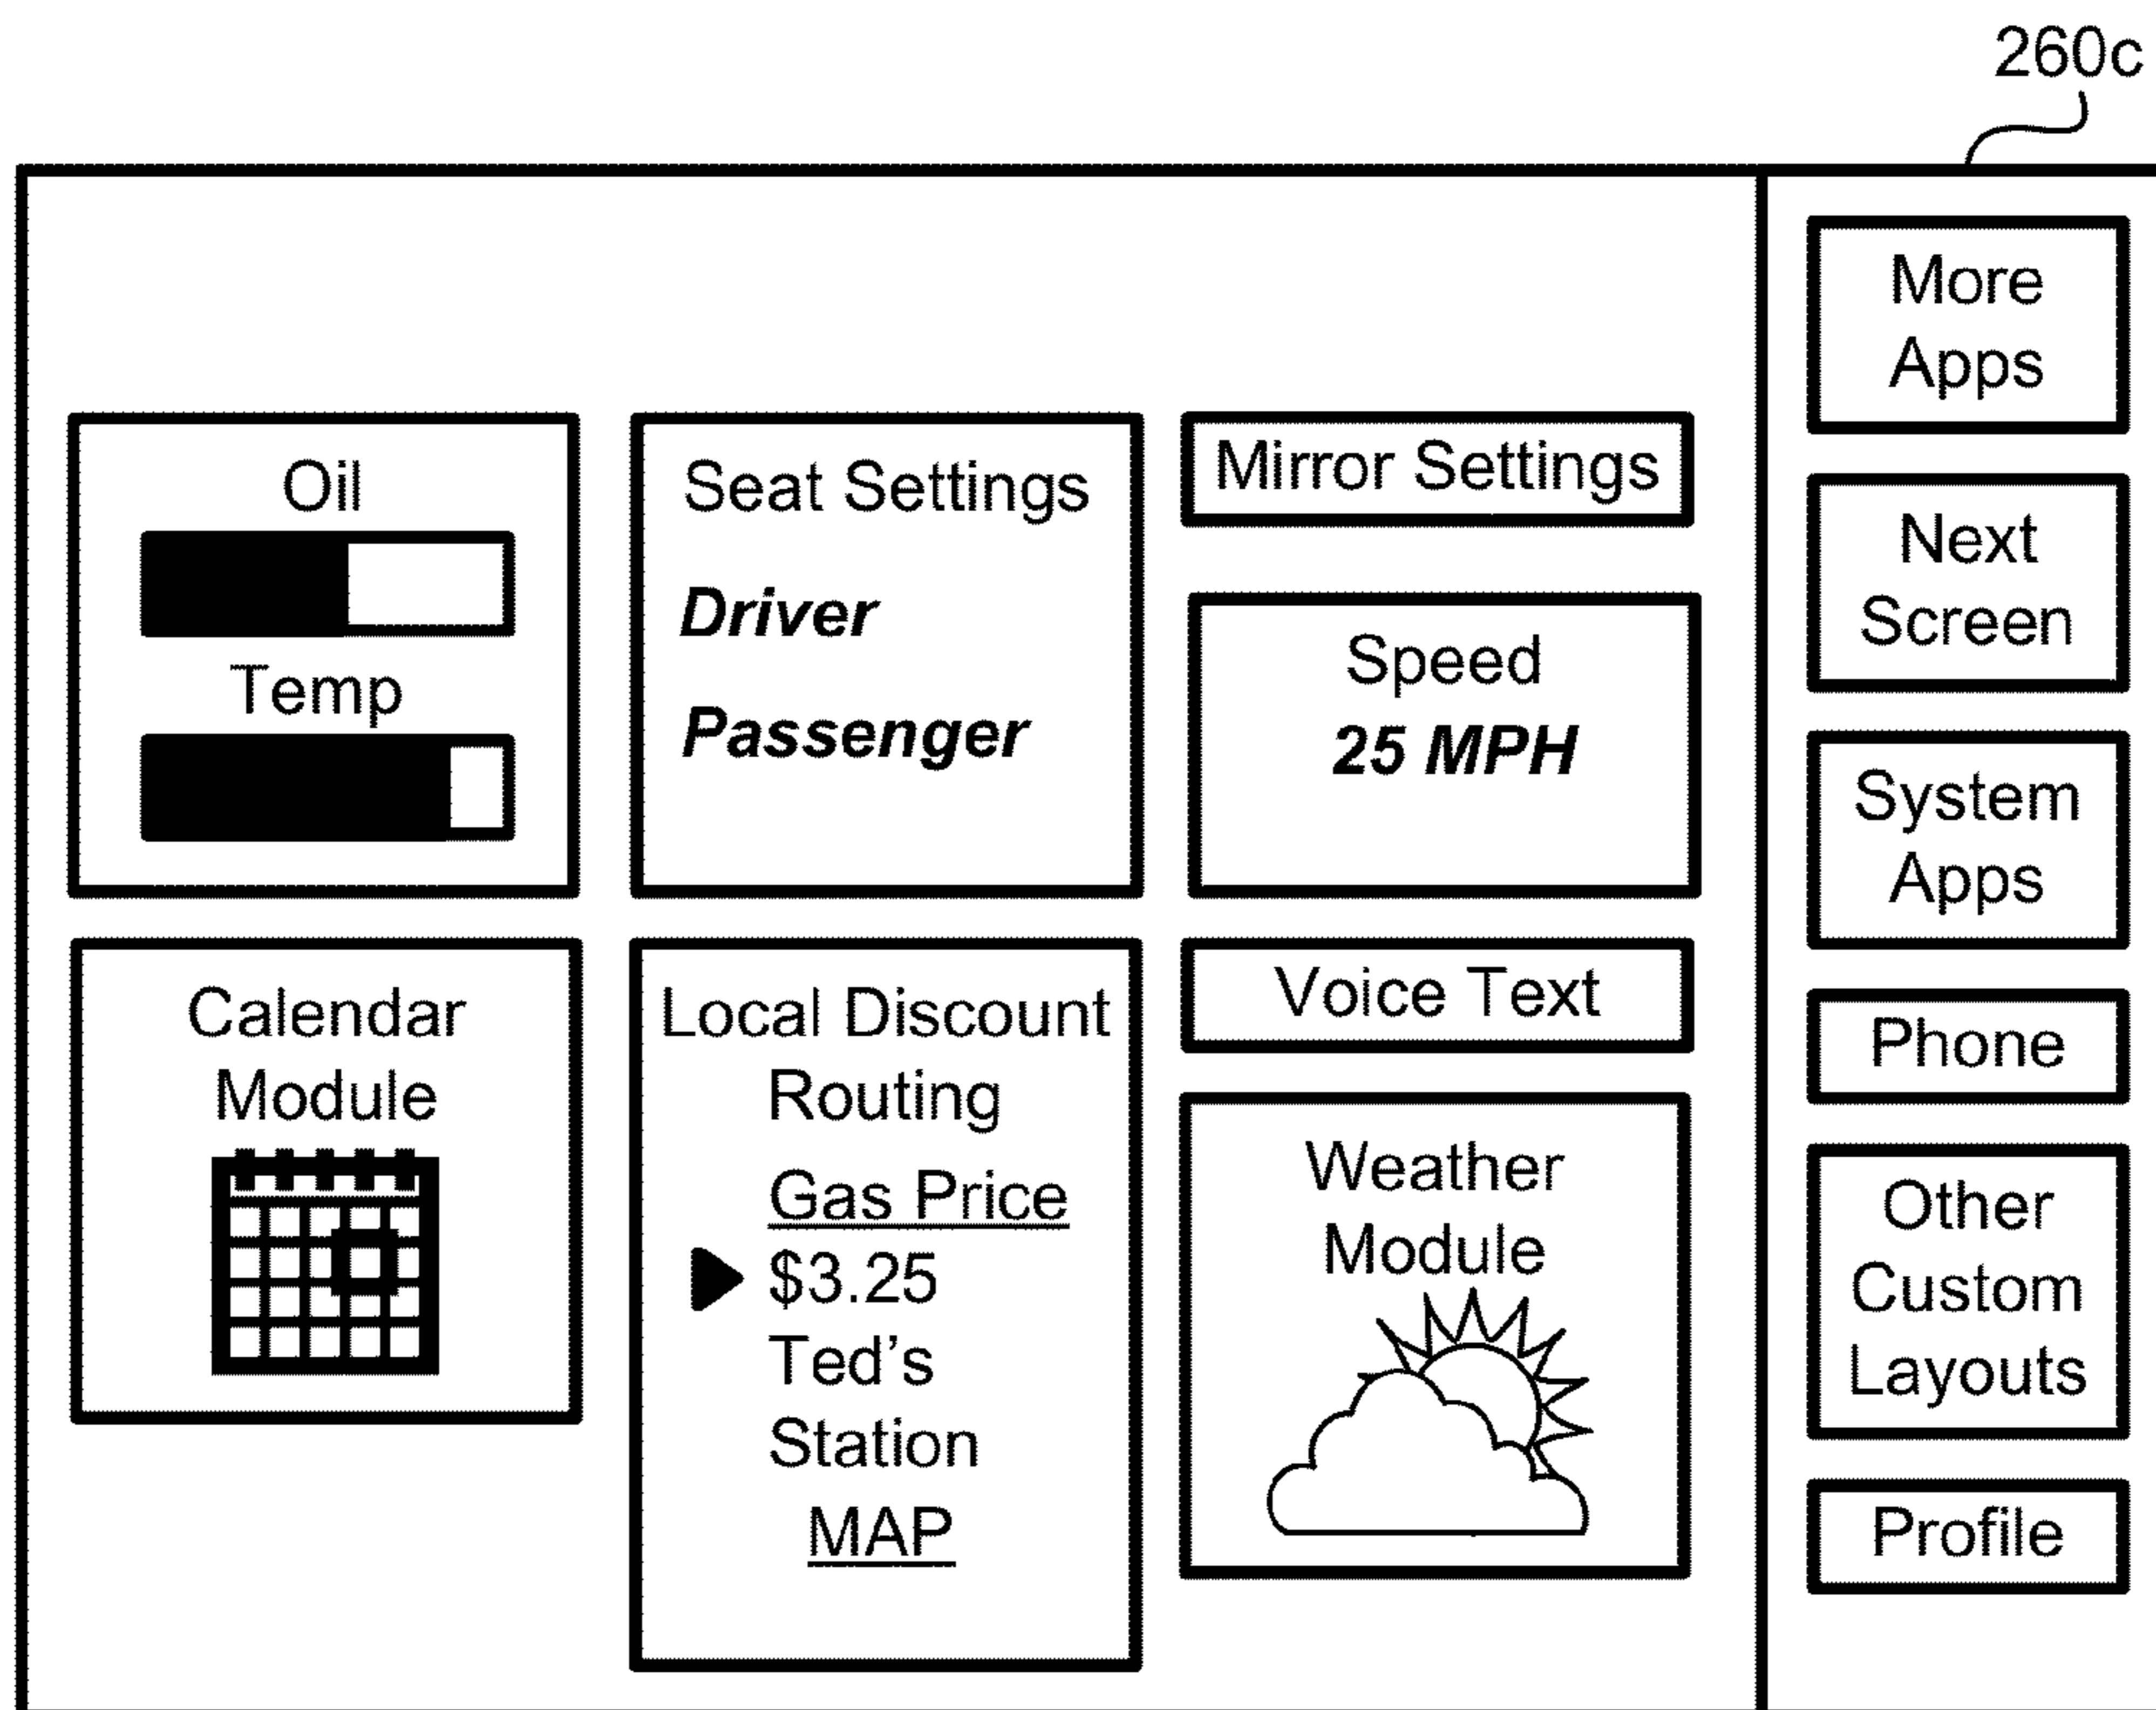 260c
Oil
Temp
Seat Settings
Driver
Passenger
Mirror Settings
Speed
25 MPH
Calendar
Module
Local Discount
Routing
Gas Price
$3.25
Ted's
Station
MAP
Voice Text
Weather
Module
More
Apps
Next
Screen
System
Apps
Phone
Other
Custom
Layouts
Profile